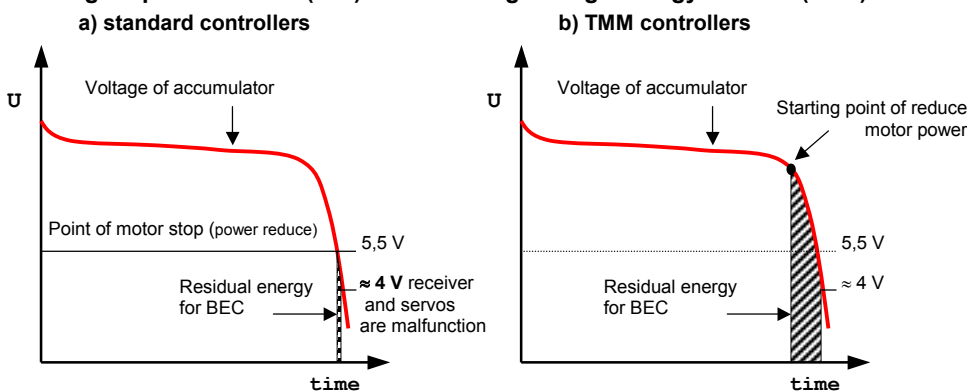 a) standard controllers
b) TMM controllers
U
Voltage of accumulator
Point of motor stop (power reduce)
5,5 V
Residual energy
for BEC
≈ 4 V receiver
and servos
are malfunction
time
U
Voltage of accumulator
Starting point of reduce
motor power
5,5 V
Residual energy
for BEC
≈ 4 V
time